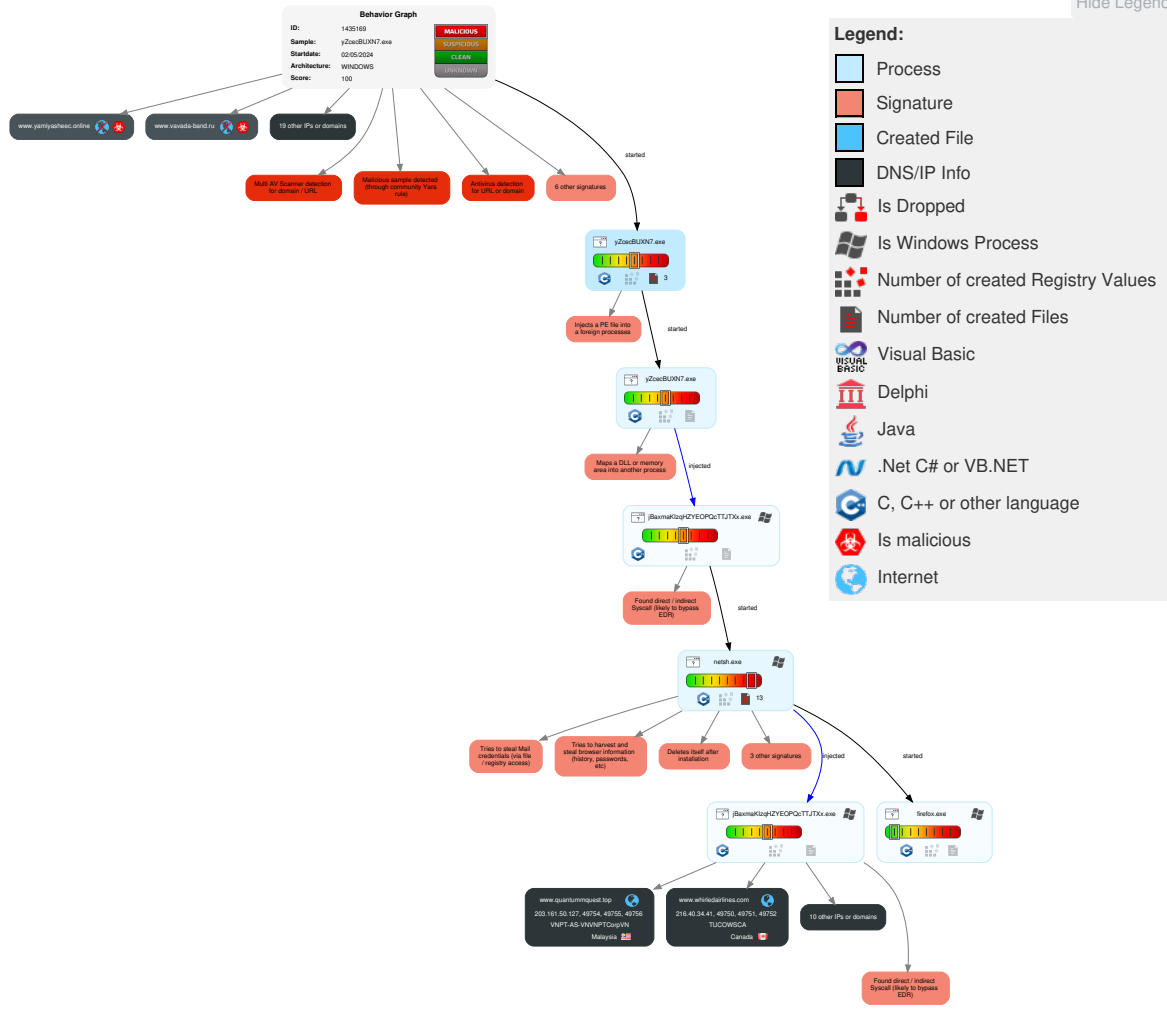 Hide Legend
Behavior Graph
ID: 1435169
Sample: yZcecBUXN7.exe
Startdate: 02/05/2024
Architecture: WINDOWS
Score: 100
MALICIOUS
SUSPICIOUS
CLEAN
UNKNOWN
Legend:
Process
Signature
Created File
DNS/IP Info
Is Dropped
Is Windows Process
Number of created Registry Values
Number of created Files
Visual Basic
Delphi
Java
.Net C# or VB.NET
C, C++ or other language
Is malicious
Internet
VISUAL
BASIC
www.yamiyasheec.online
www.vavada-band.ru
19 other IPs or domains
started
Multi AV Scanner detection
for domain / URL
Malicious sample detected
(through community Yara
rule)
Antivirus detection
for URL or domain
6 other signatures
yZcecBUXN7.exe
3
Injects a PE file into
a foreign processes
started
yZcecBUXN7.exe
Maps a DLL or memory
area into another process
injected
jBaxmaKlzqHZYEOPQcTTJTXx.exe
Found direct / indirect
Syscall (likely to bypass
EDR)
started
netsh.exe
13
Tries to steal Mail
credentials (via file
/ registry access)
Tries to harvest and
steal browser information
(history, passwords,
etc)
Deletes itself after
installation
3 other signatures
injected
started
jBaxmaKlzqHZYEOPQcTTJTXx.exe
firefox.exe
www.quantummquest.top
203.161.50.127, 49754, 49755, 49756
VNPT-AS-VNVNPTCorpVN
Malaysia
www.whirledairlines.com
216.40.34.41, 49750, 49751, 49752
TUCOWSCA
Canada
10 other IPs or domains
Found direct / indirect
Syscall (likely to bypass
EDR)